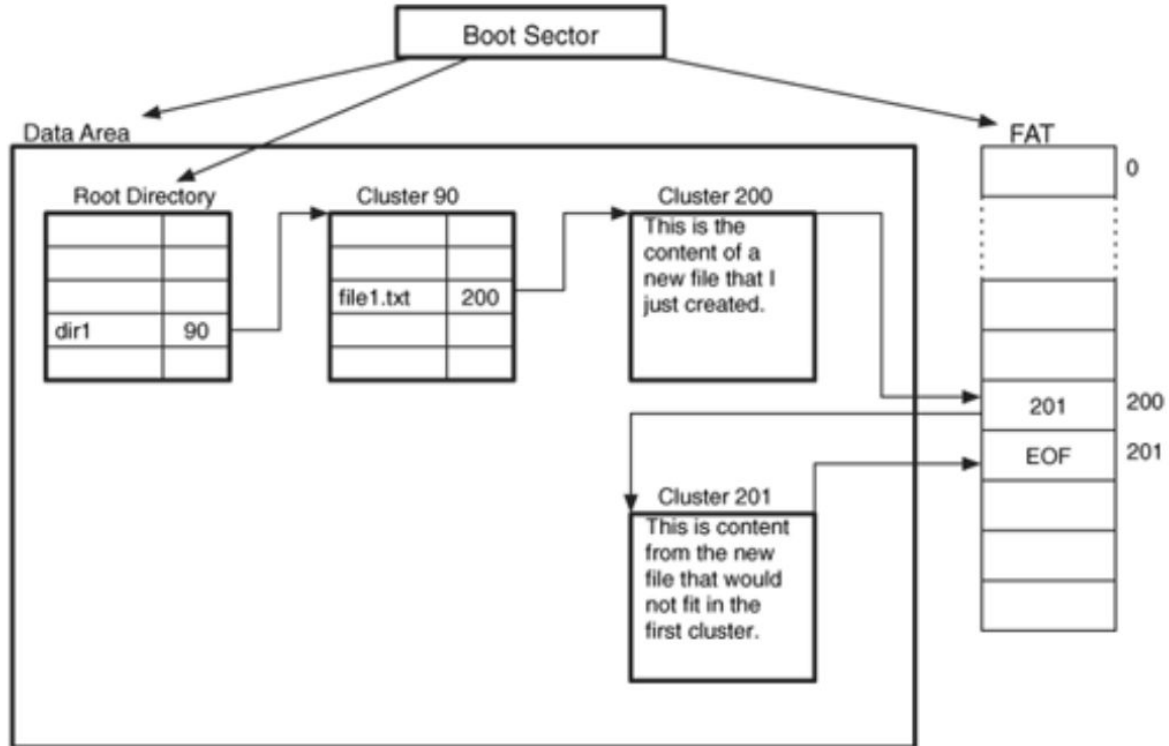 Boot Sector
Data Area
FAT
0
Root Directory
dir1 90
Cluster 90
file1.txt 200
Cluster 200
This is the
content of a
new file that I
just created.
201 200
EOF 201
Cluster 201
This is content
from the new
file that would
not fit in the
first cluster.